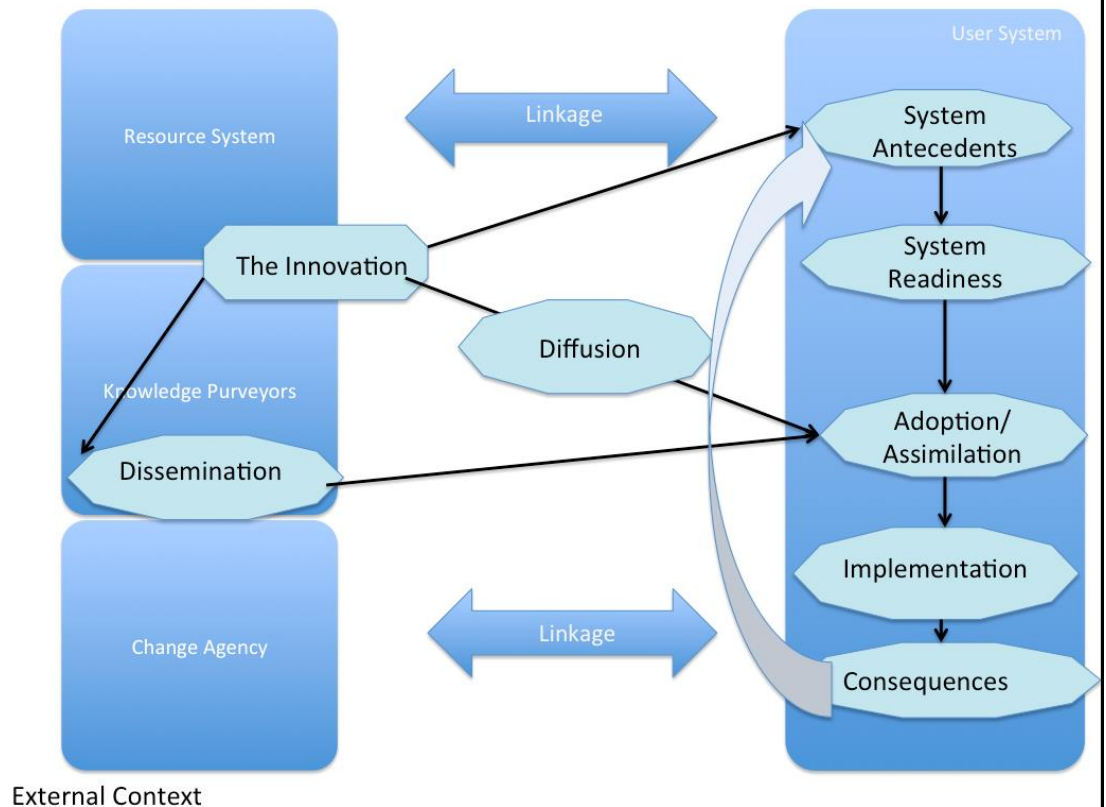 User System
Resource System
Linkage
System
Antecedents
The Innovation
System
Readiness
Diffusion
Knowledge Purveyors
Dissemination
Adoption/
Assimilation
Implementation
Change Agency
Linkage
Consequences
External Context